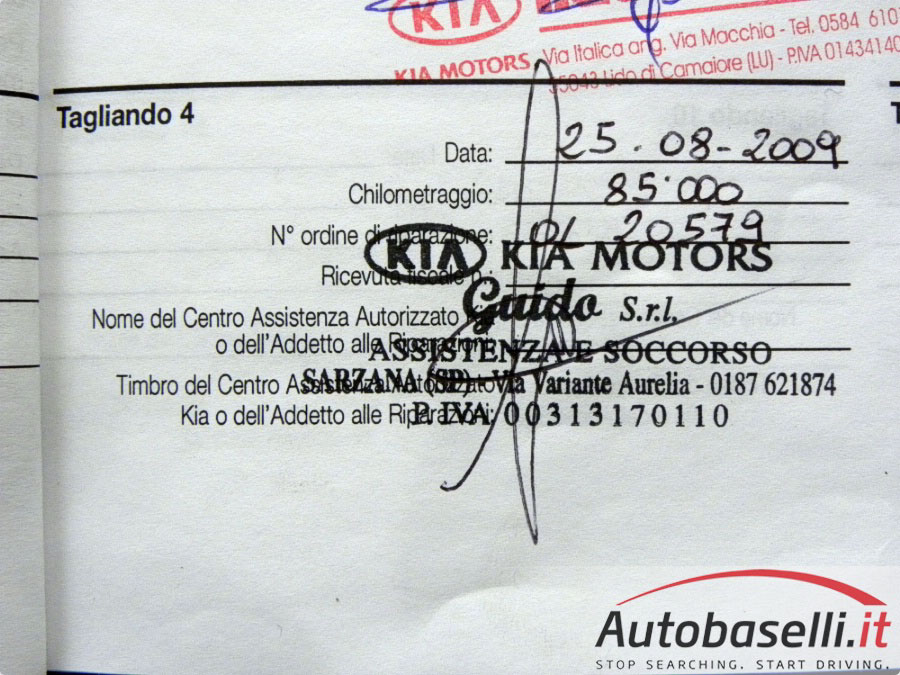 KIA
KIA MOTORS
Via Italica ang. Via Macchia - Tel. 0584 610
55043 Lido di Camaiore (LU) - P.IVA 01434140
Tagliando 4
Data: 25.08-2009
Chilometraggio: 85.000
N° ordine di riparazione: 01 20579
KIA KIA MOTORS
Ricevuta fiscale n.:
Guido S.r.l.
Nome del Centro Assistenza Autorizzato Kia
o dell'Addetto alle Riparazioni:
ASSISTENZA E SOCCORSO
Timbro del Centro Assistenza Autorizzato
SARZANA (SP) - Via Variante Aurelia - 0187 621874
Kia o dell'Addetto alle Riparazioni:
P. IVA 00313170110
Autobaselli.it
STOP SEARCHING. START DRIVING.